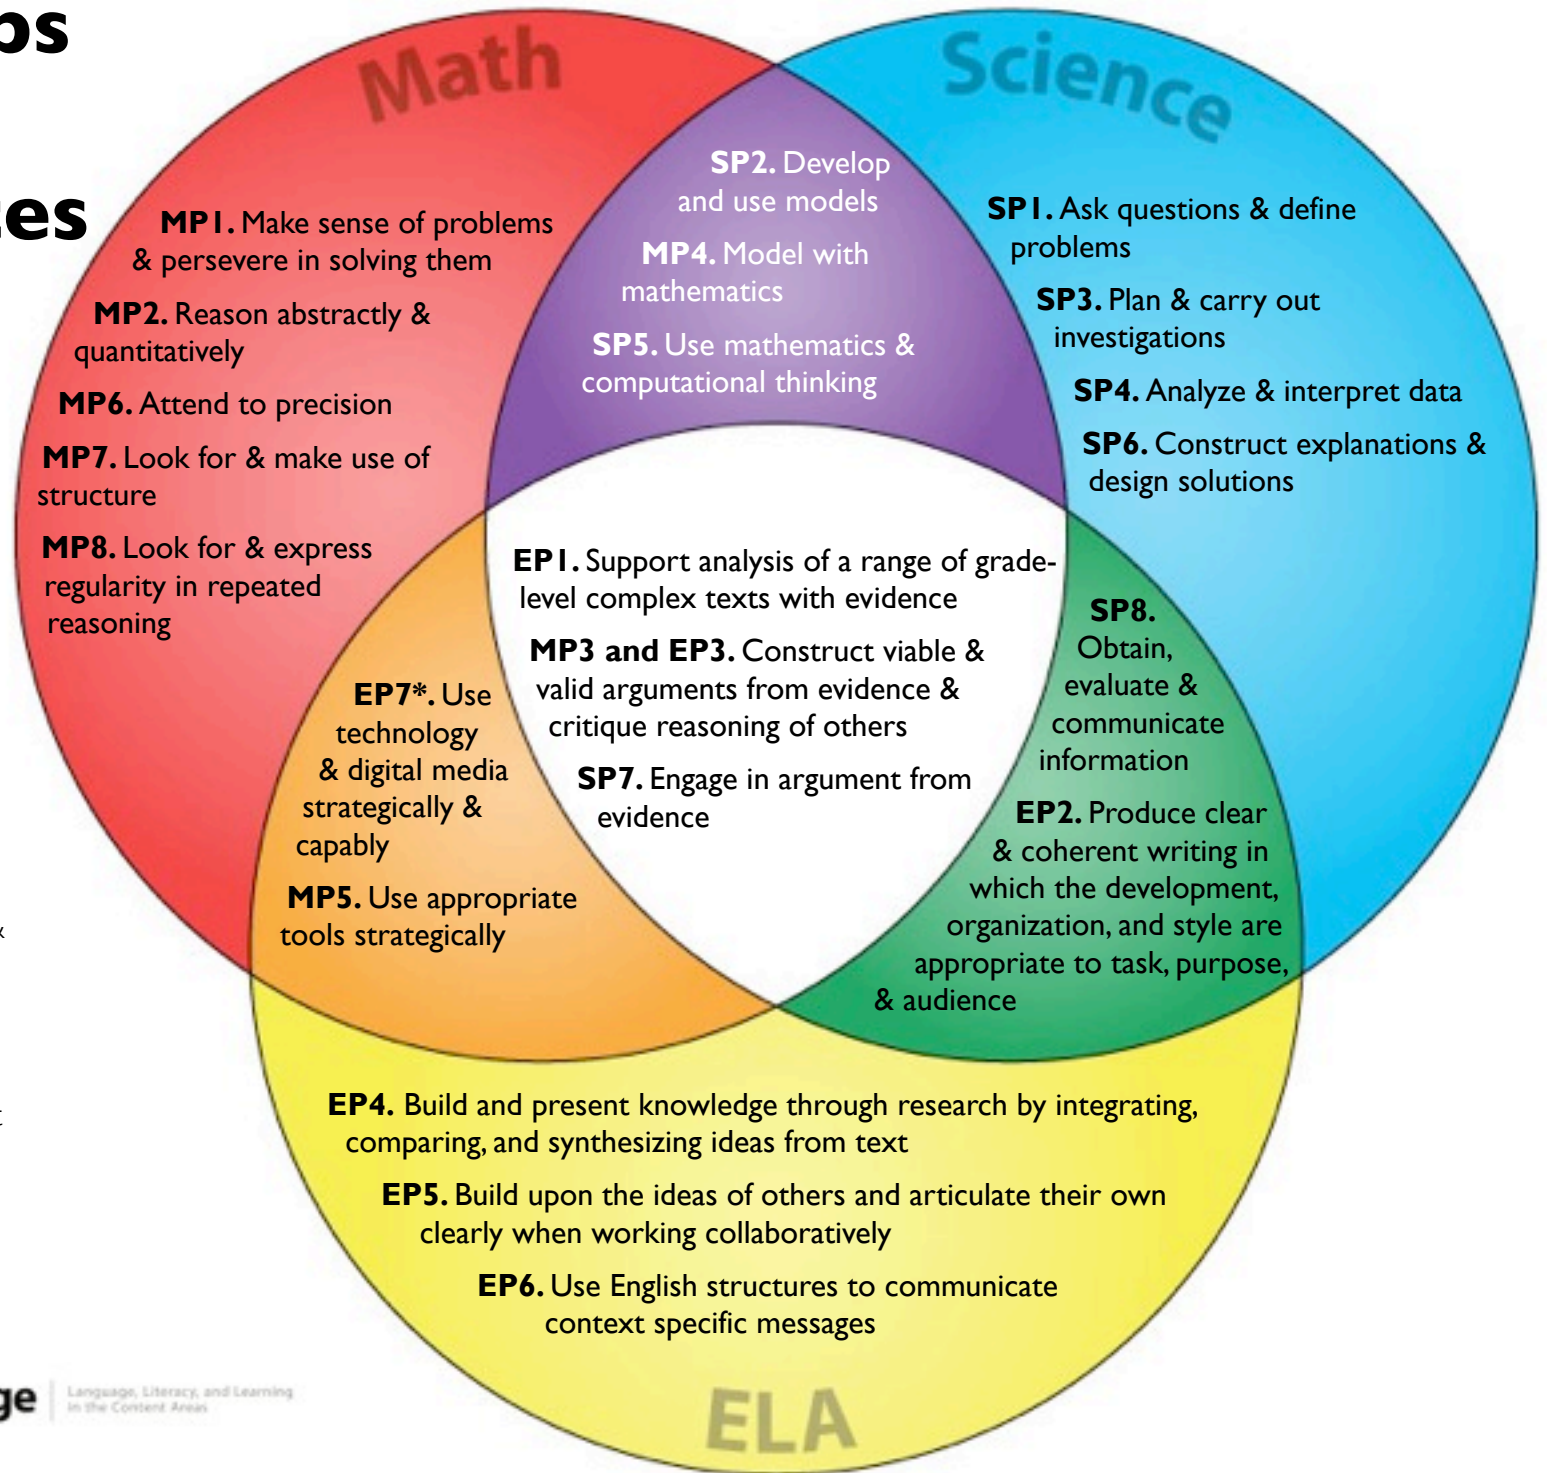 ps
ces
Math
Science
MP1. Make sense of problems
& persevere in solving them
MP2. Reason abstractly &
quantitatively
MP6. Attend to precision
MP7. Look for & make use of
structure
MP8. Look for & express
regularity in repeated
reasoning
SP2. Develop
and use models
MP4. Model with
mathematics
SP5. Use mathematics &
computational thinking
SP1. Ask questions & define
problems
SP3. Plan & carry out
investigations
SP4. Analyze & interpret data
SP6. Construct explanations &
design solutions
EP1. Support analysis of a range of grade-
level complex texts with evidence
MP3 and EP3. Construct viable &
valid arguments from evidence &
critique reasoning of others
SP7. Engage in argument from
evidence
EP7*. Use
technology
& digital media
strategically &
capably
MP5. Use appropriate
tools strategically
SP8.
Obtain,
evaluate &
communicate
information
EP2. Produce clear
& coherent writing in
which the development,
organization, and style are
appropriate to task, purpose,
& audience
EP4. Build and present knowledge through research by integrating,
comparing, and synthesizing ideas from text
EP5. Build upon the ideas of others and articulate their own
clearly when working collaboratively
EP6. Use English structures to communicate
context specific messages
ELA
ge
Language, Literacy, and Learning
in the Content Areas